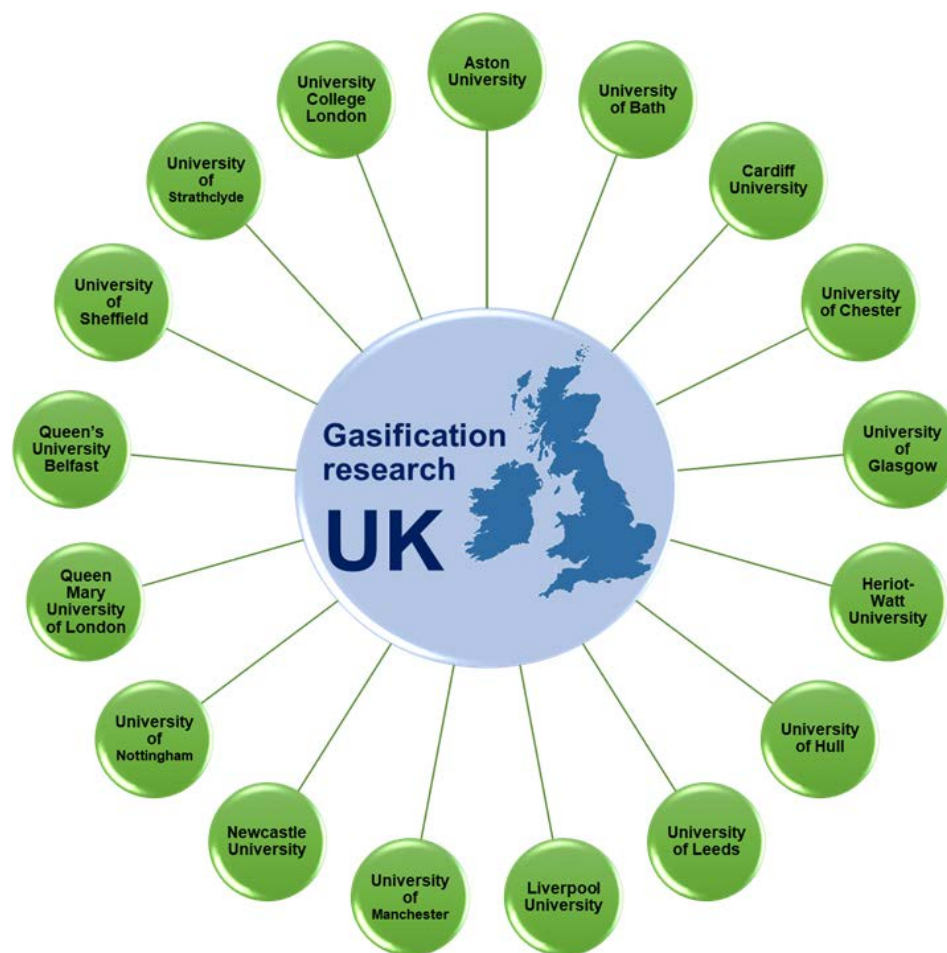 Aston
University
University
of Bath
Cardiff
University
University
of Chester
University
of
Glasgow
Heriot-
Watt
University
University
of Hull
University
of Leeds
Liverpool
University
University
of
Manchester
Newcastle
University
University
of
Nottingham
Queen
Mary
University
of London
Queen's
University
Belfast
University
of
Sheffield
University
of
Strathclyde
University
College
London
Gasification
research
UK